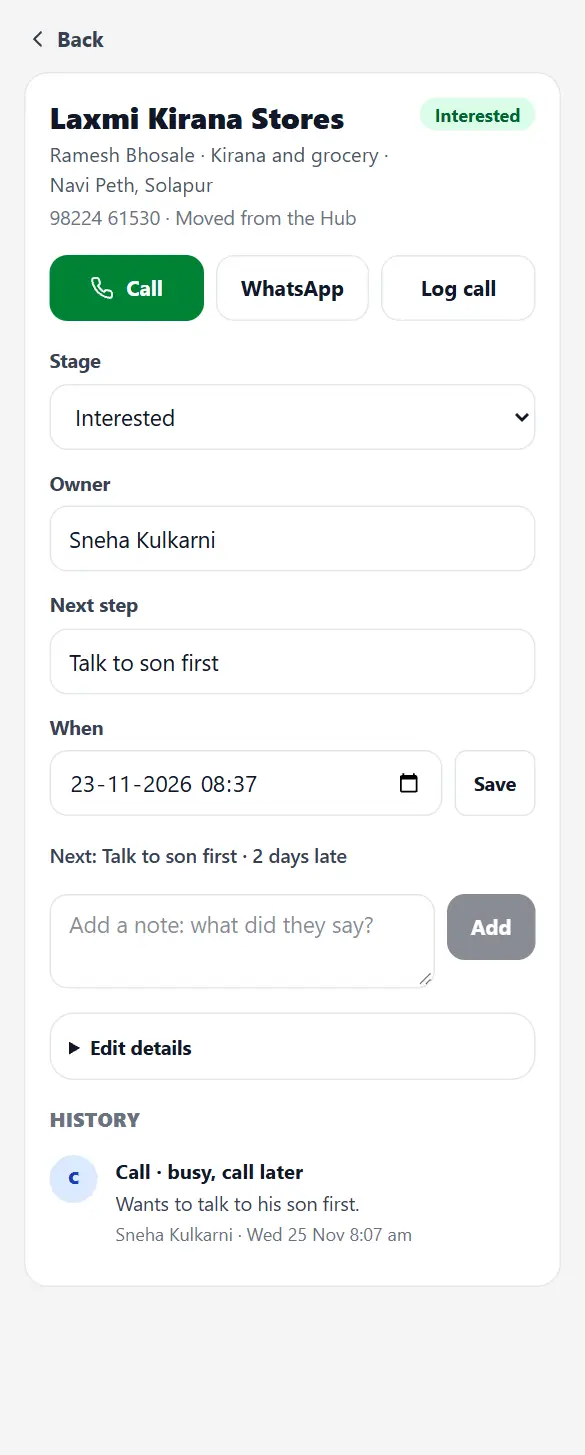 Back
Laxmi Kirana Stores
Interested
Ramesh Bhosale · Kirana and grocery ·
Navi Peth, Solapur
98224 61530 · Moved from the Hub
Call
WhatsApp
Log call
Stage
Interested
Owner
Sneha Kulkarni
Next step
Talk to son first
When
23-11-2026 08:37
Save
Next: Talk to son first · 2 days late
Add a note: what did they say?
Add
Edit details
HISTORY
C
Call · busy, call later
Wants to talk to his son first.
Sneha Kulkarni · Wed 25 Nov 8:07 am